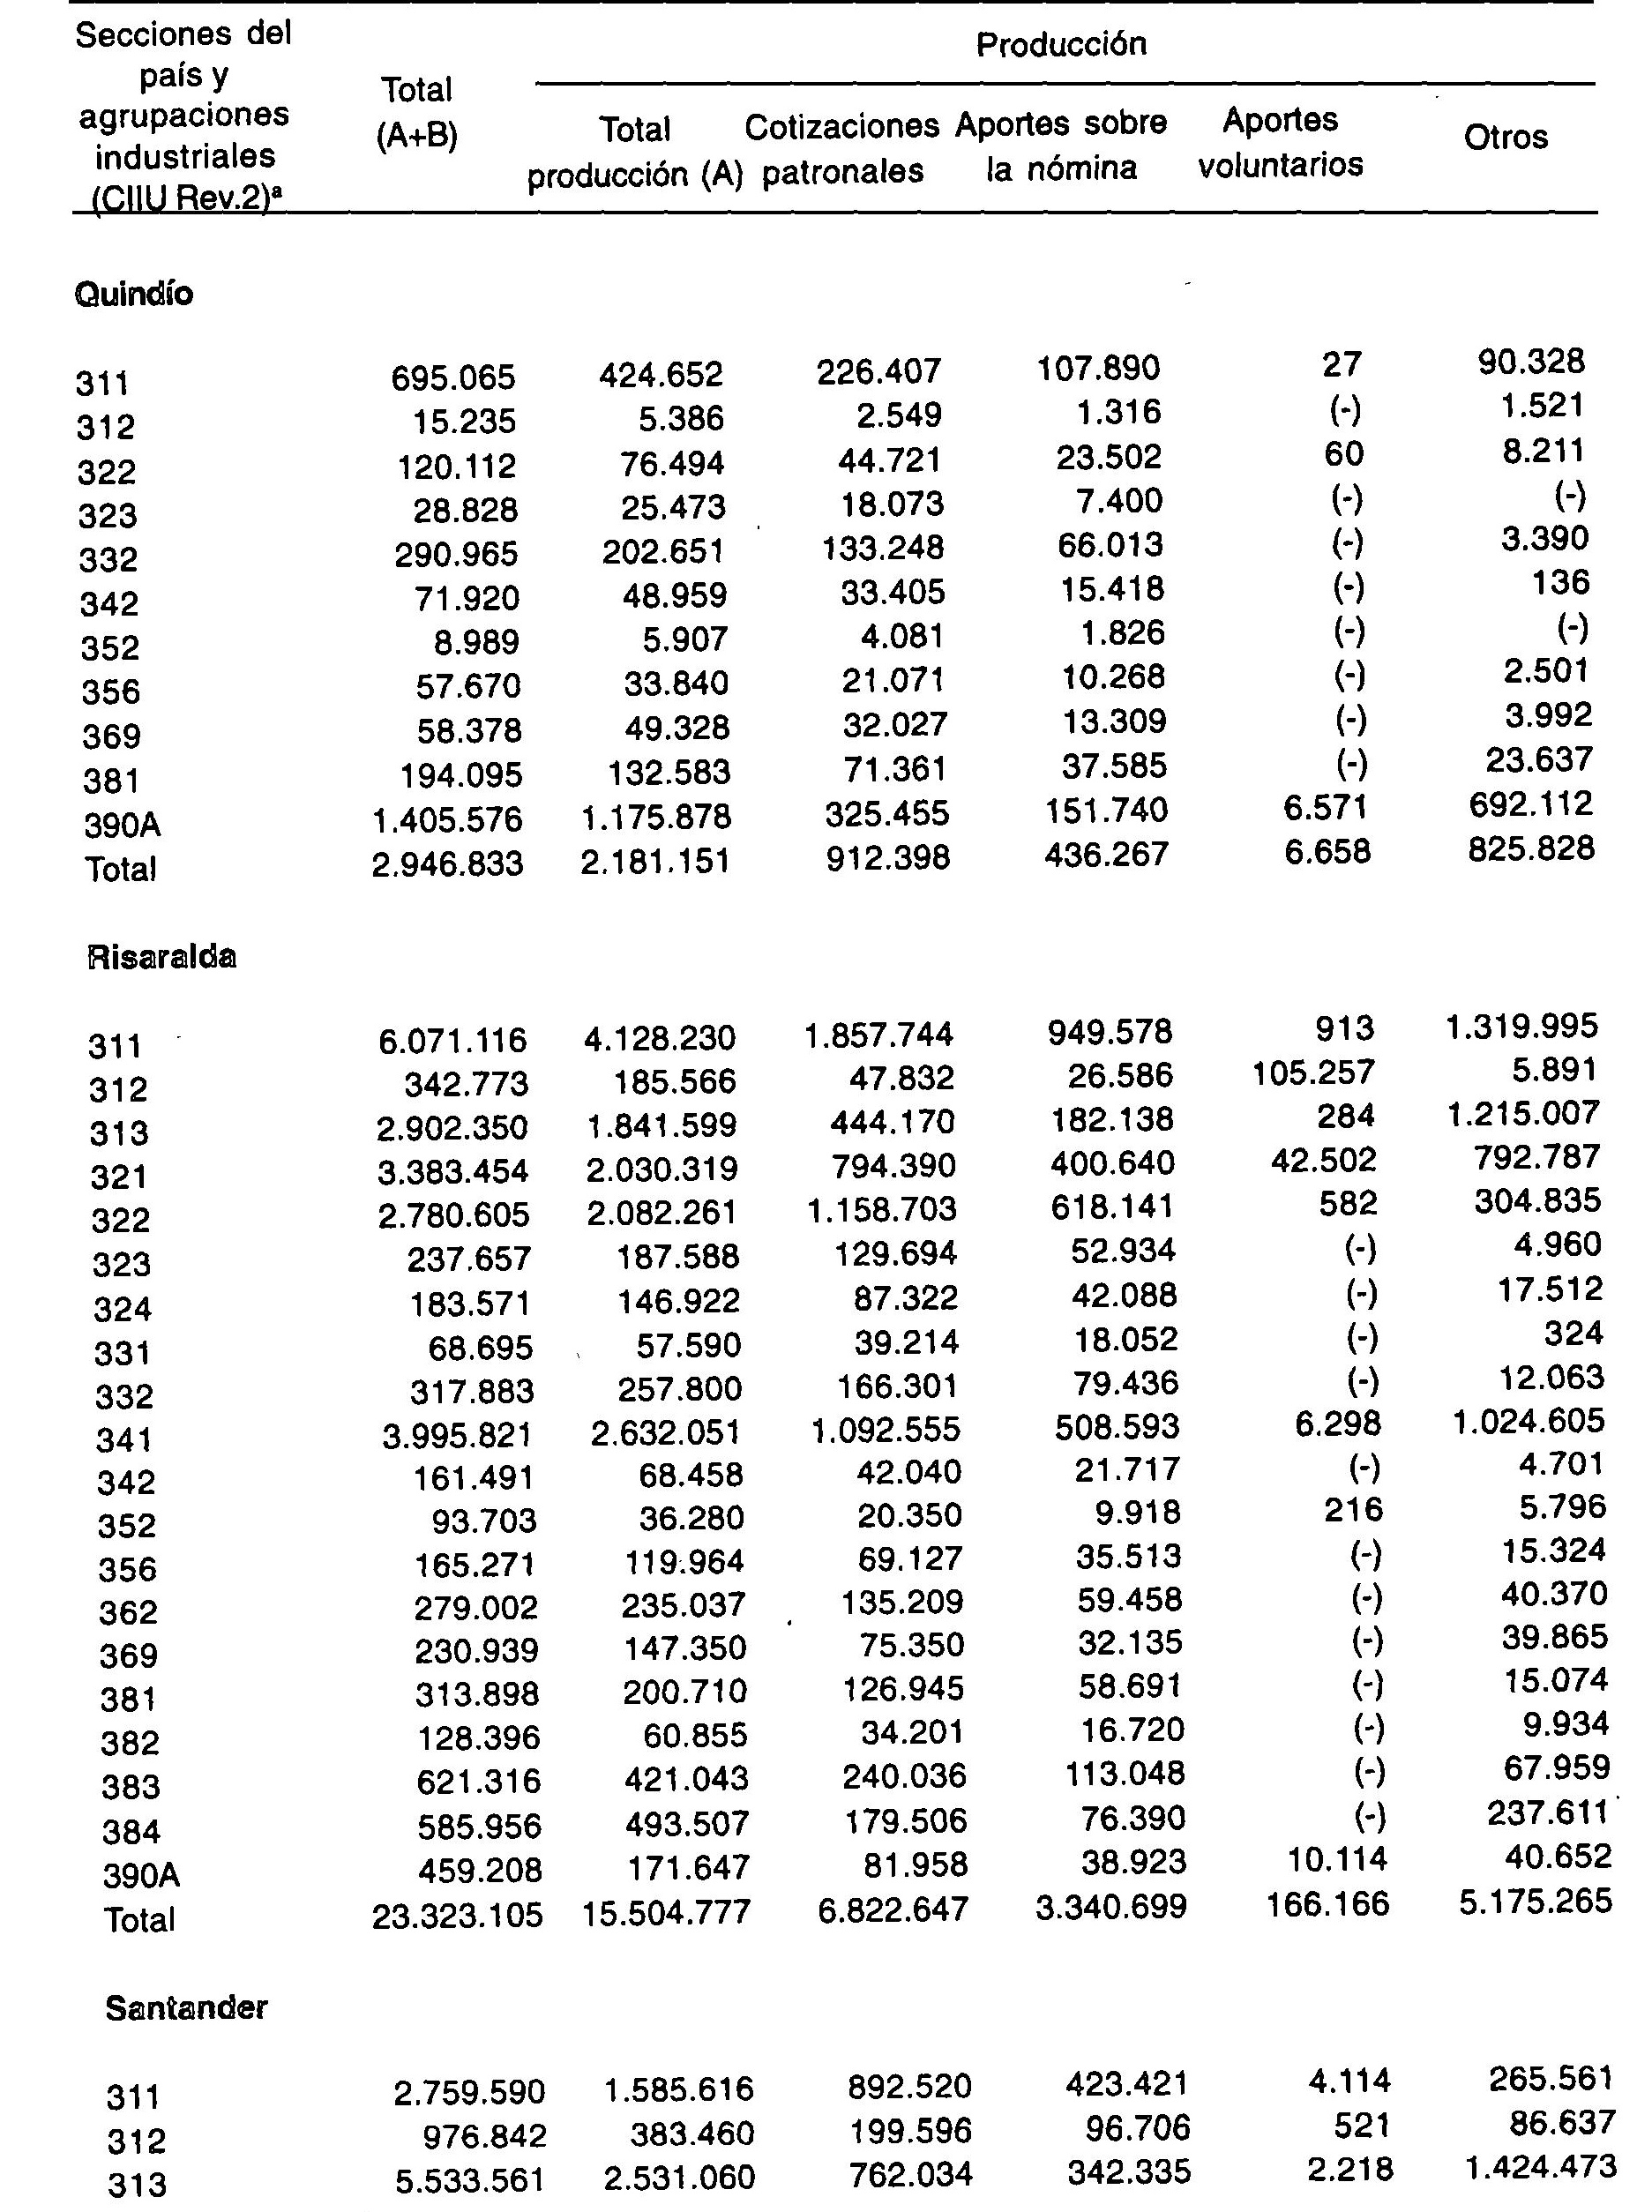 Secciones del país y agrupaciones industriales (CIIU Rev.2)ª Total (A+B) Producción
Total producción (A) Cotizaciones patronales Aportes sobre la nómina Aportes voluntarios Otros
Quindío
311 695.065 424.652 226.407 107.890 27 90.328
312 15.235 5.386 2.549 1.316 (-) 1.521
322 120.112 76.494 44.721 23.502 60 8.211
323 28.828 25.473 18.073 7.400 (-) (-)
332 290.965 202.651 133.248 66.013 (-) 3.390
342 71.920 48.959 33.405 15.418 (-) 136
352 8.989 5.907 4.081 1.826 (-) (-)
356 57.670 33.840 21.071 10.268 (-) 2.501
369 58.378 49.328 32.027 13.309 (-) 3.992
381 194.095 132.583 71.361 37.585 (-) 23.637
390A 1.405.576 1.175.878 325.455 151.740 6.571 692.112
Total 2.946.833 2.181.151 912.398 436.267 6.658 825.828
Risaralda
311 6.071.116 4.128.230 1.857.744 949.578 913 1.319.995
312 342.773 185.566 47.832 26.586 105.257 5.891
313 2.902.350 1.841.599 444.170 182.138 284 1.215.007
321 3.383.454 2.030.319 794.390 400.640 42.502 792.787
322 2.780.605 2.082.261 1.158.703 618.141 582 304.835
323 237.657 187.588 129.694 52.934 (-) 4.960
324 183.571 146.922 87.322 42.088 (-) 17.512
331 68.695 57.590 39.214 18.052 (-) 324
332 317.883 257.800 166.301 79.436 (-) 12.063
341 3.995.821 2.632.051 1.092.555 508.593 6.298 1.024.605
342 161.491 68.458 42.040 21.717 (-) 4.701
352 93.703 36.280 20.350 9.918 216 5.796
356 165.271 119.964 69.127 35.513 (-) 15.324
362 279.002 235.037 135.209 59.458 (-) 40.370
369 230.939 147.350 75.350 32.135 (-) 39.865
381 313.898 200.710 126.945 58.691 (-) 15.074
382 128.396 60.855 34.201 16.720 (-) 9.934
383 621.316 421.043 240.036 113.048 (-) 67.959
384 585.956 493.507 179.506 76.390 (-) 237.611
390A 459.208 171.647 81.958 38.923 10.114 40.652
Total 23.323.105 15.504.777 6.822.647 3.340.699 166.166 5.175.265
Santander
311 2.759.590 1.585.616 892.520 423.421 4.114 265.561
312 976.842 383.460 199.596 96.706 521 86.637
313 5.533.561 2.531.060 762.034 342.335 2.218 1.424.473